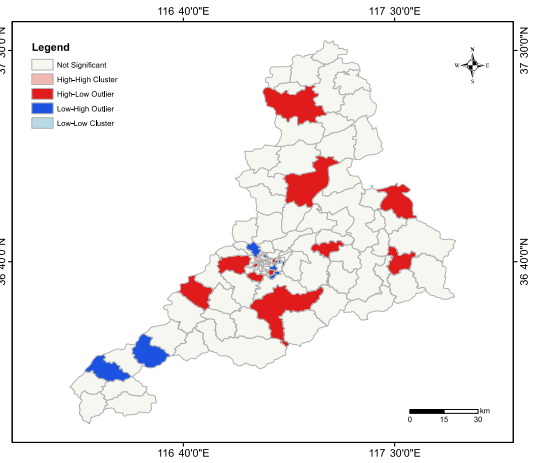 116 40'0"E
117 30'0"E
37 30'0"N
37 30'0"N
Legend
Not Significant
High-High Cluster
High-Low Outlier
Low-High Outlier
Low-Low Cluster
N
W
E
S
36 40'0"N
36 40'0"N
km
0 15 30
116 40'0"E
117 30'0"E